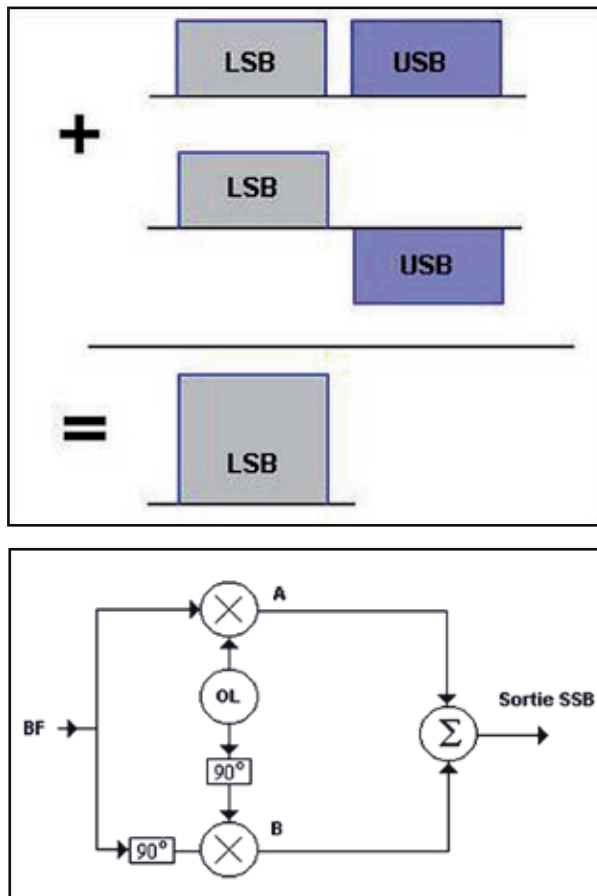 LSB USB
+
LSB
USB
=
LSB
A
OL
Sortie SSB
BF
Σ
90°
B
90°